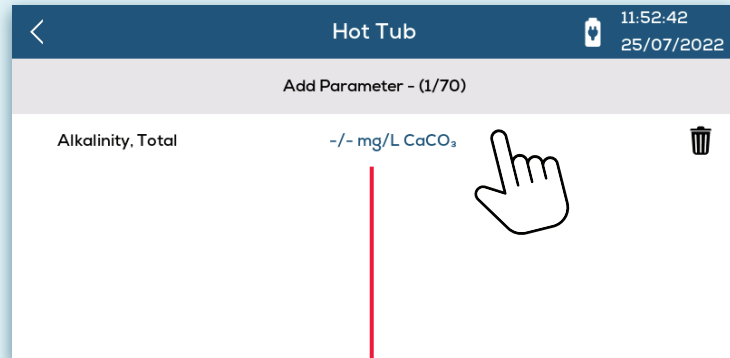 Hot Tub
11:52:42
25/07/2022
Add Parameter - (1/70)
Alkalinity, Total -/- mg/L CaCO₃